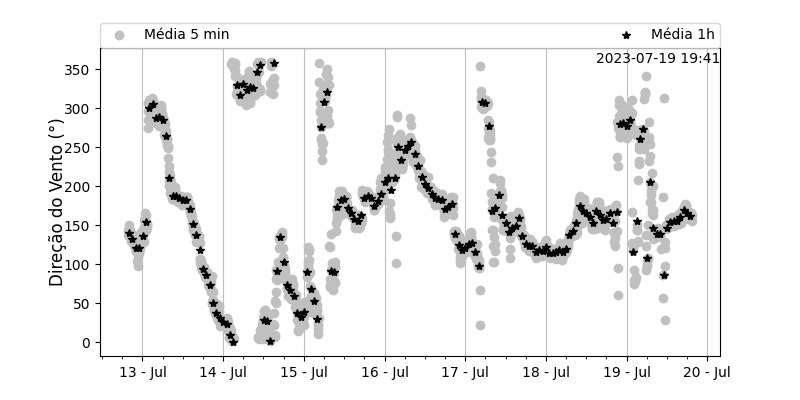 Média 5 min
Média 1h
2023-07-19 19:41
Direção do Vento (°)
350
300
250
200
150
100
50
0
13 - Jul
14 - Jul
15 - Jul
16 - Jul
17 - Jul
18 - Jul
19 - Jul
20 - Jul